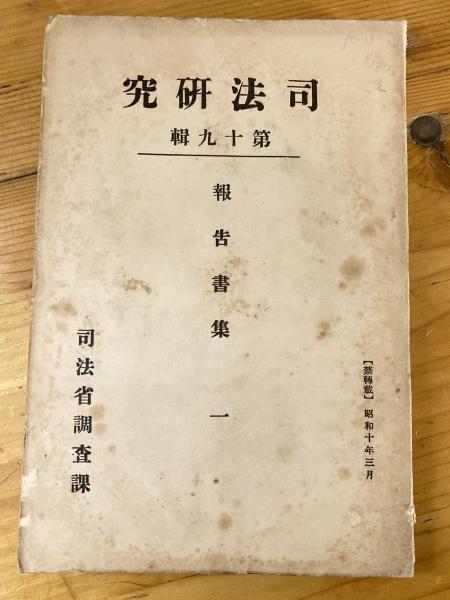 司法研究
第十九輯
報告書集 一
【禁轉載】 昭和十年三月
司法省調査課